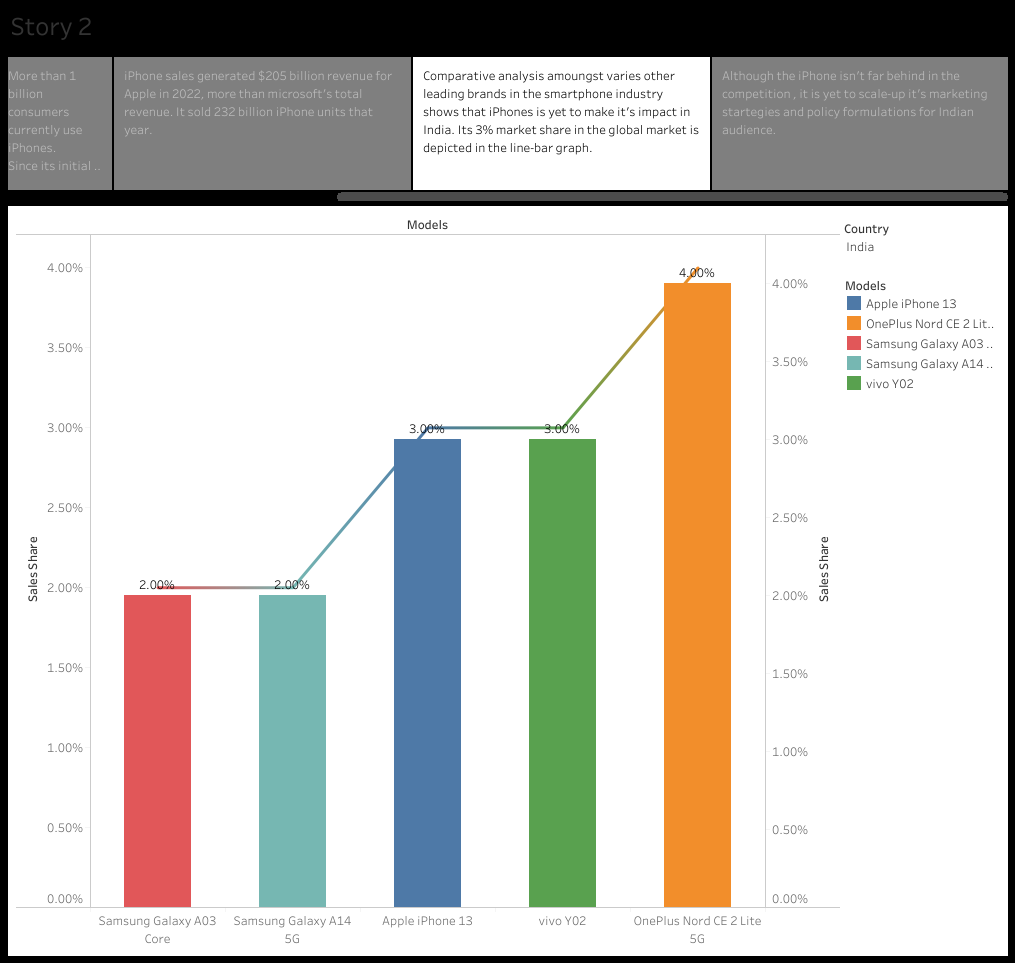 Story 2
More than 1
billion
consumers
currently use
iPhones.
Since its initial ..
iPhone sales generated $205 billion revenue for
Apple in 2022, more than microsoft's total
revenue. It sold 232 billion iPhone units that
year.
Comparative analysis amoungst varies other
leading brands in the smartphone industry
shows that iPhones is yet to make it's impact in
India. Its 3% market share in the global market is
depicted in the line-bar graph.
Although the iPhone isn't far behind in the
competition , it is yet to scale-up it's marketing
startegies and policy formulations for Indian
audience.
Models
4.00%
3.50%
3.00%
2.50%
2.00%
1.50%
1.00%
0.50%
0.00%
Sales Share
2.00%
2.00%
3.00%
3.00%
4.00%
4.00%
3.50%
3.00%
2.50%
2.00%
1.50%
1.00%
0.50%
0.00%
Sales Share
Samsung Galaxy A03
Core
Samsung Galaxy A14
5G
Apple iPhone 13
vivo Y02
OnePlus Nord CE 2 Lite
5G
Country
India
Models
Apple iPhone 13
OnePlus Nord CE 2 Lit..
Samsung Galaxy A03 ..
Samsung Galaxy A14 ..
vivo Y02